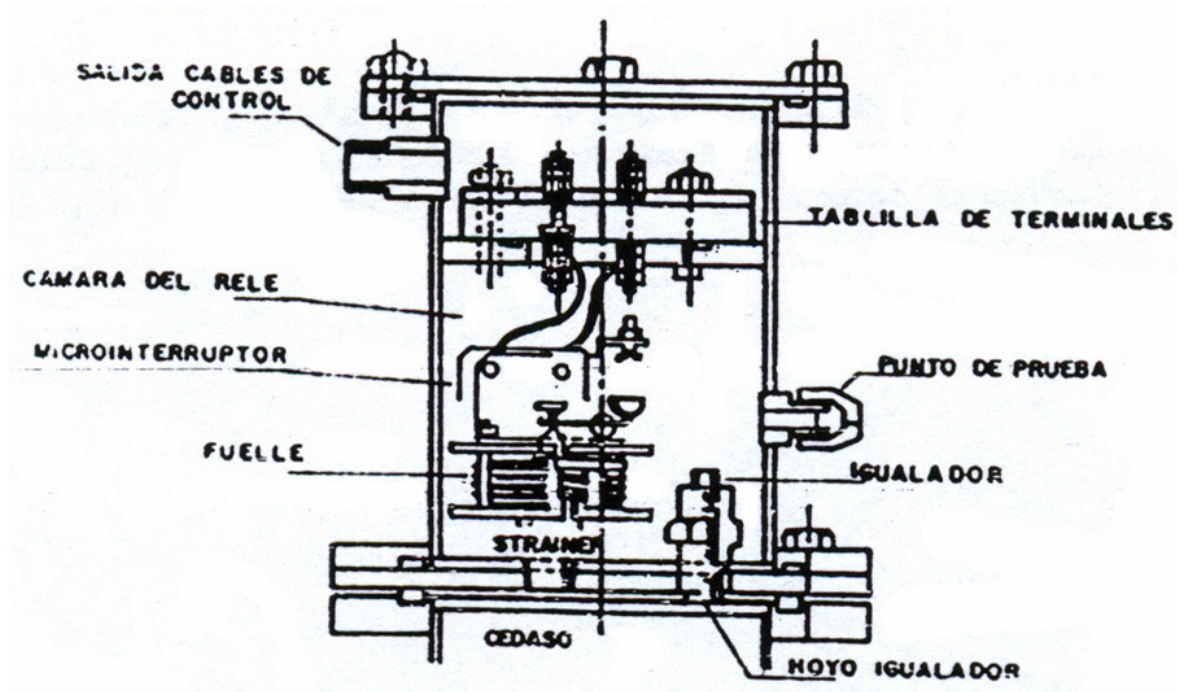 SALIDA CABLES DE
CONTROL
TABLILLA DE TERMINALES
CAMARA DEL RELE
MICROINTERRUPTOR
PUNTO DE PRUEBA
FUELLE
IGUALADOR
STRAINER
CEDASO
HOYO IGUALADOR